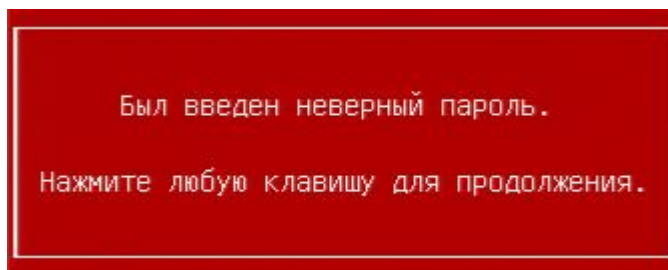 Был введен неверный пароль.
Нажмите любую клавишу для продолжения.